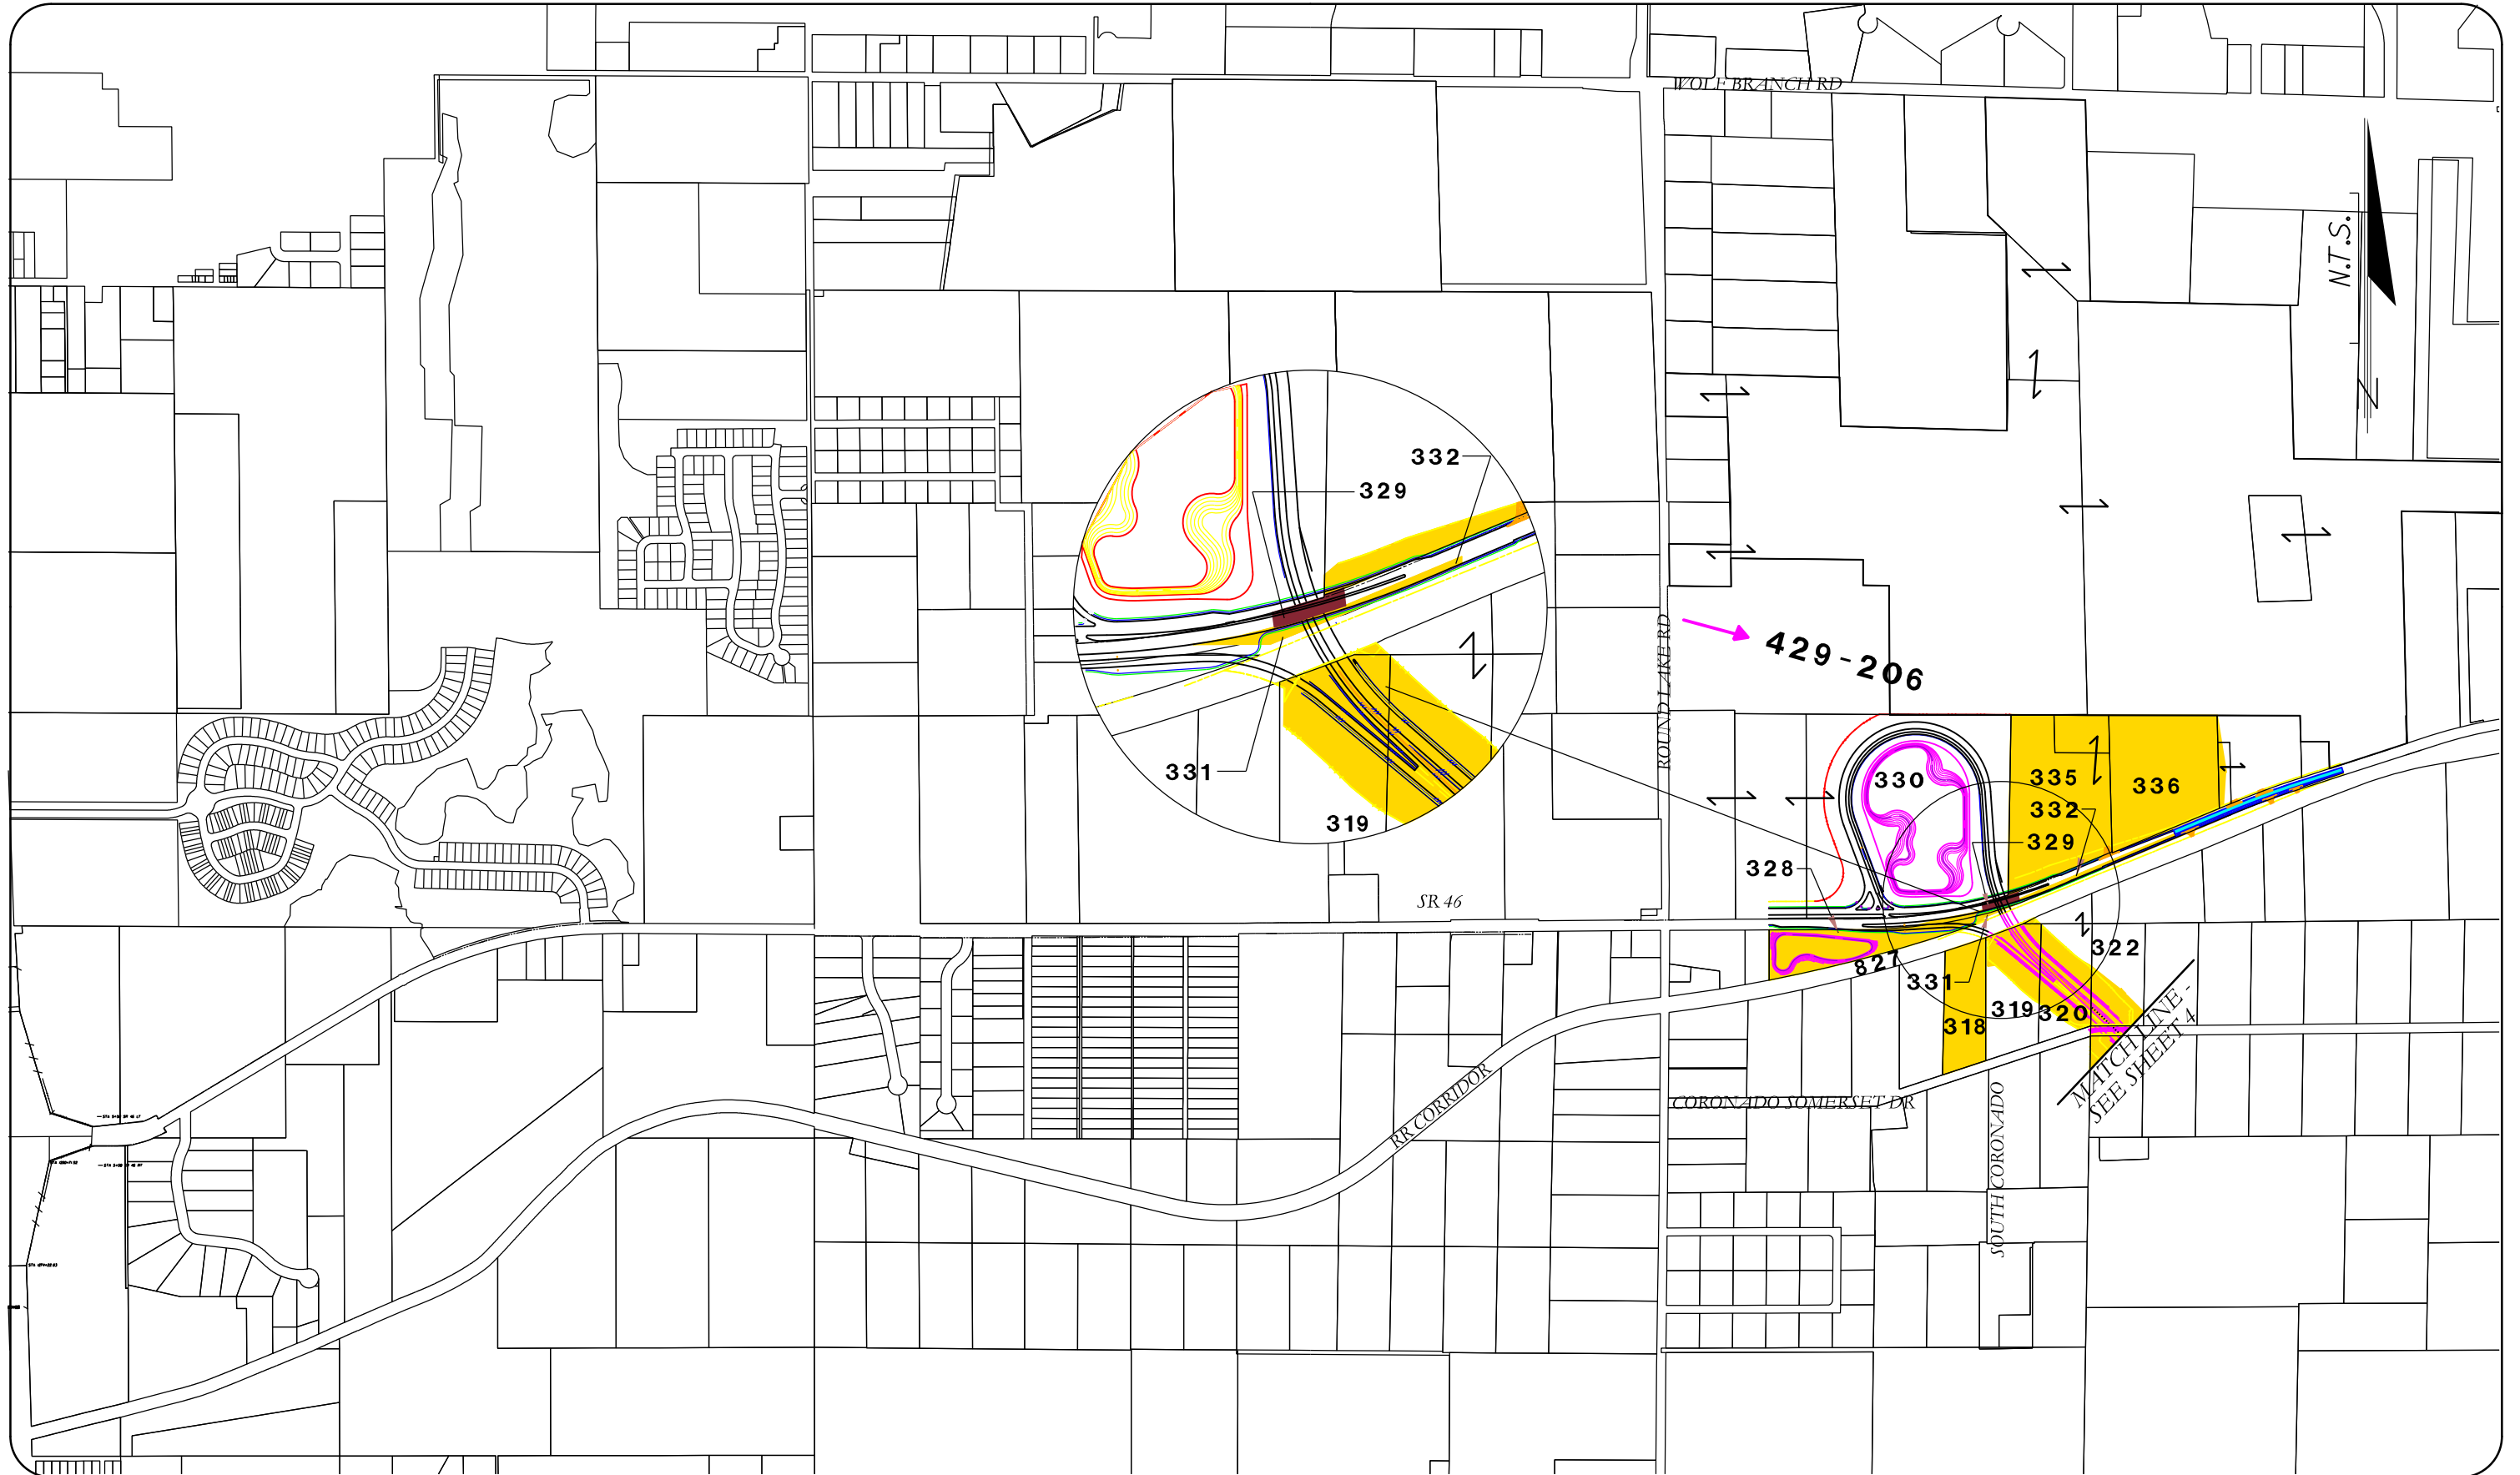 WOLF BRANCH RD
N.T.S.
332
329
331
319
ROUND LAKE RD
429-206
330
335
336
332
329
328
SR 46
827
331
322
318
319
320
MATCH LINE -
SEE SHEET 4
RR CORRIDOR
CORONADO SOMERSET DR
SOUTH CORONADO